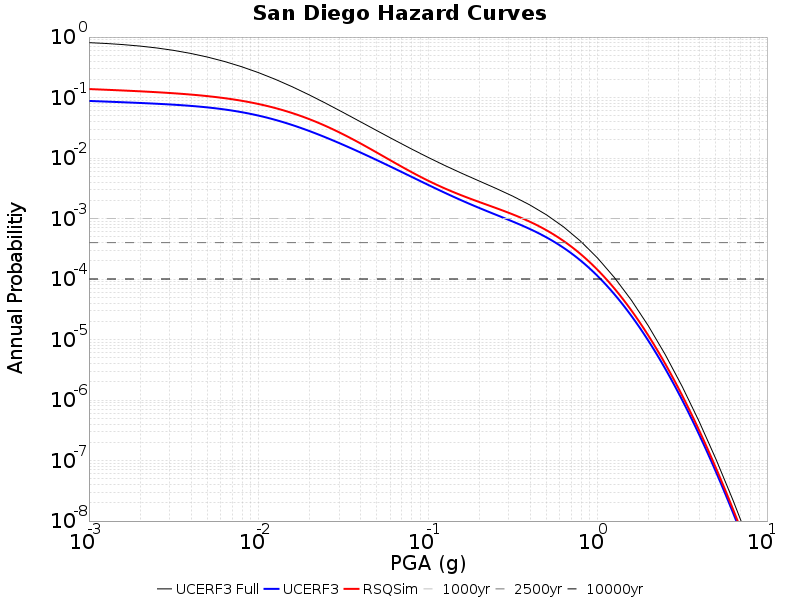 San Diego Hazard Curves
Annual Probabilitiy
10^0
10^-1
10^-2
10^-3
10^-4
10^-5
10^-6
10^-7
10^-8
10^-3 10^-2 10^-1 10^0 10^1
PGA (g)
UCERF3 Full UCERF3 RSQSim 1000yr 2500yr 10000yr